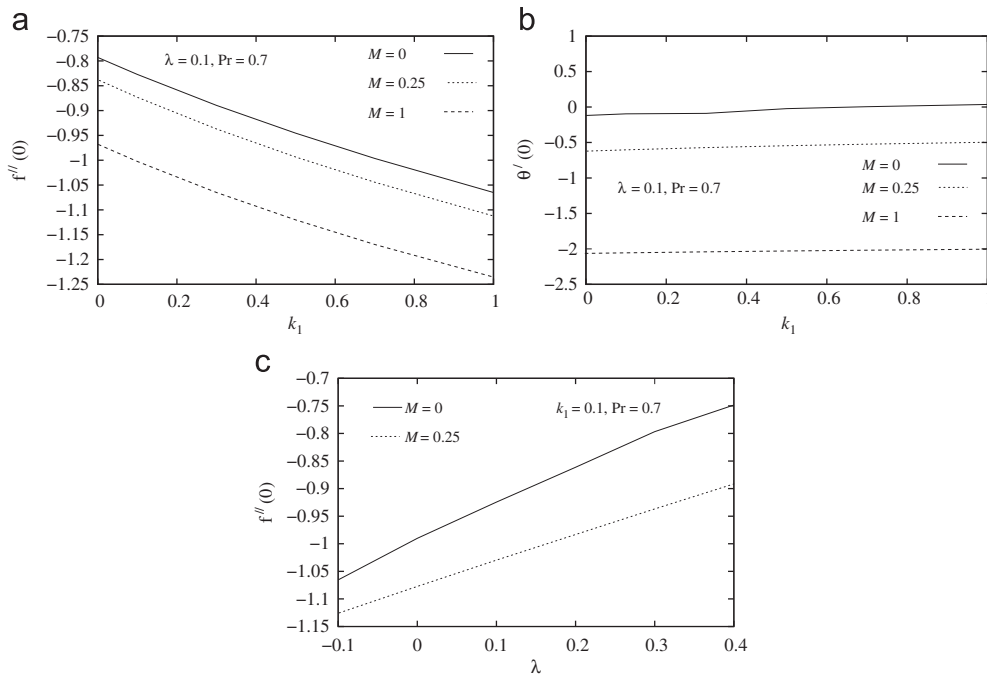 a
−0.75
−0.8
−0.85
−0.9
−0.95
−1
−1.05
−1.1
−1.15
−1.2
−1.25
f // (0)
λ = 0.1, Pr = 0.7
M = 0
M = 0.25
M = 1
0
0.2
0.4
0.6
0.8
1
k1
b
1
0.5
0
−0.5
−1
−1.5
−2
−2.5
θ / (0)
λ = 0.1, Pr = 0.7
M = 0
M = 0.25
M = 1
0
0.2
0.4
0.6
0.8
k1
c
−0.7
−0.75
−0.8
−0.85
−0.9
−0.95
−1
−1.05
−1.1
−1.15
f // (0)
M = 0
M = 0.25
k1 = 0.1, Pr = 0.7
−0.1
0
0.1
0.2
0.3
0.4
λ